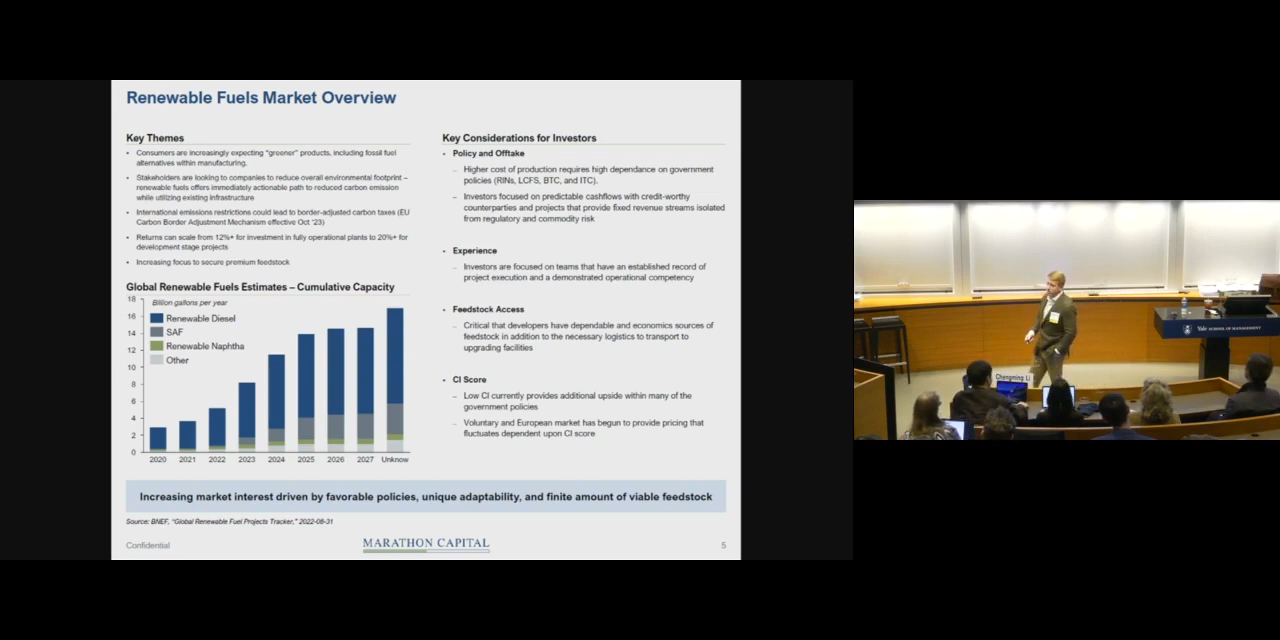 Renewable Fuels Market Overview
Key Themes
• Consumers are increasingly expecting "greener" products, including fossil fuel
alternatives within manufacturing.
• Stakeholders are looking to companies to reduce overall environmental footprint –
renewable fuels offers immediately actionable path to reduced carbon emission
while utilizing existing infrastructure
• International emissions restrictions could lead to border-adjusted carbon taxes (EU
Carbon Border Adjustment Mechanism effective Oct '23)
• Returns can scale from 12%+ for investment in fully operational plants to 20%+ for
development stage projects
• Increasing focus to secure premium feedstock
Global Renewable Fuels Estimates – Cumulative Capacity
Billion gallons per year
Renewable Diesel
SAF
Renewable Naphtha
Other
18
16
14
12
10
8
6
4
2
0
2020 2021 2022 2023 2024 2025 2026 2027 Unknow
Key Considerations for Investors
• Policy and Offtake
– Higher cost of production requires high dependance on government
policies (RINs, LCFS, BTC, and ITC).
– Investors focused on predictable cashflows with credit-worthy
counterparties and projects that provide fixed revenue streams isolated
from regulatory and commodity risk
• Experience
– Investors are focused on teams that have an established record of
project execution and a demonstrated operational competency
• Feedstock Access
– Critical that developers have dependable and economics sources of
feedstock in addition to the necessary logistics to transport to
upgrading facilities
• CI Score
– Low CI currently provides additional upside within many of the
government policies
– Voluntary and European market has begun to provide pricing that
fluctuates dependent upon CI score
Increasing market interest driven by favorable policies, unique adaptability, and finite amount of viable feedstock
Source: BNEF, "Global Renewable Fuel Projects Tracker," 2022-08-31
Confidential
MARATHON CAPITAL
5
Yale SCHOOL OF MANAGEMENT
Chengming Li